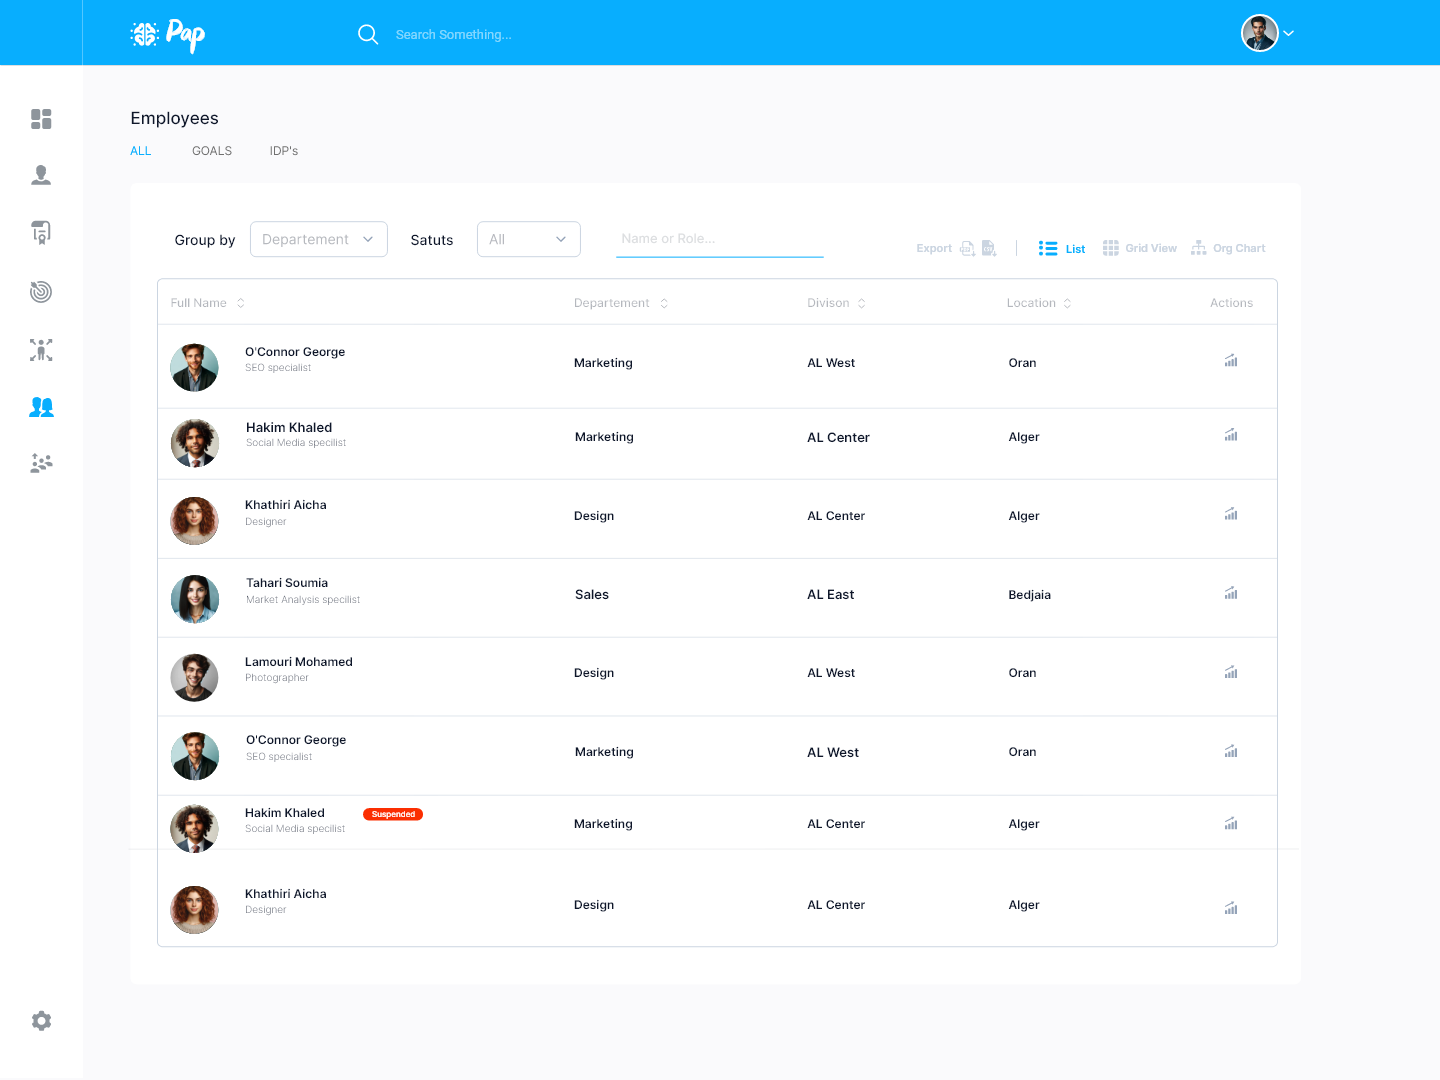 Pap
Search Something...
Employees
ALL GOALS IDP's
Group by Departement Satuts All Name or Role...
Export List Grid View Org Chart
Full Name Departement Divison Location Actions
O'Connor George
SEO specialist
Marketing AL West Oran
Hakim Khaled
Social Media specilist
Marketing AL Center Alger
Khathiri Aicha
Designer
Design AL Center Alger
Tahari Soumia
Market Analysis specilist
Sales AL East Bedjaia
Lamouri Mohamed
Photographer
Design AL West Oran
O'Connor George
SEO specialist
Marketing AL West Oran
Hakim Khaled Suspended
Social Media specilist
Marketing AL Center Alger
Khathiri Aicha
Designer
Design AL Center Alger